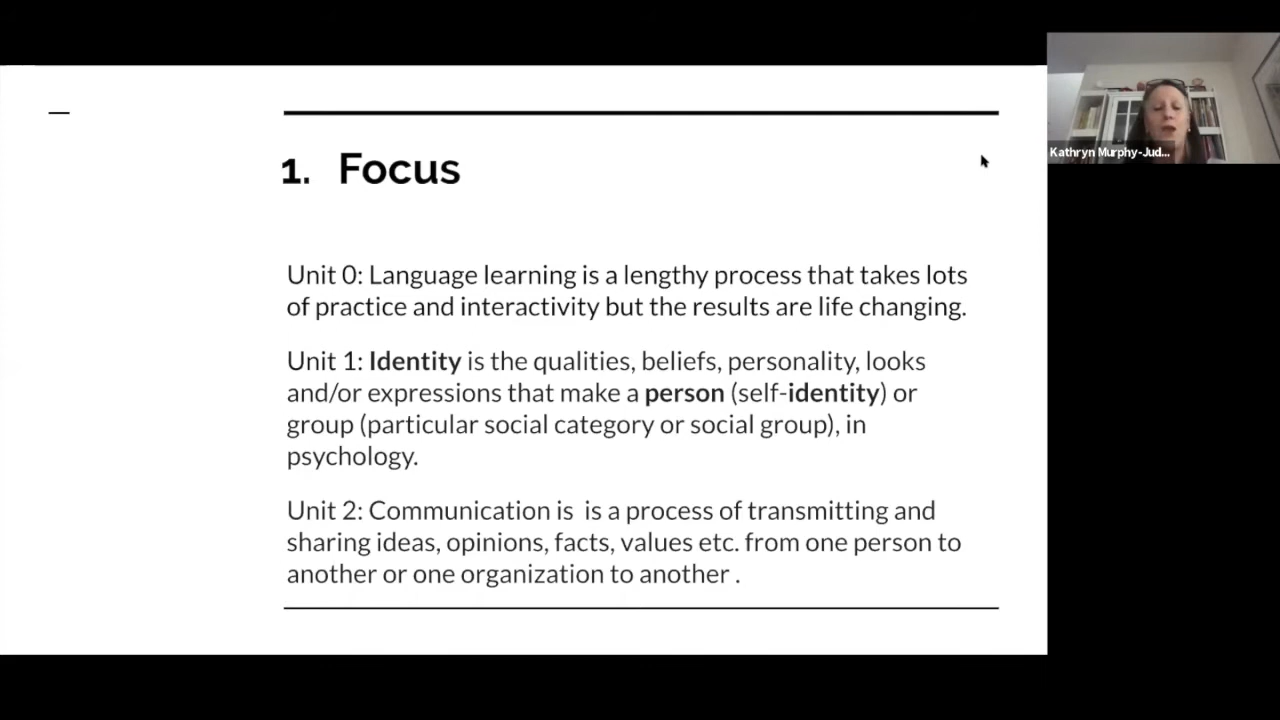 1. Focus
Unit 0: Language learning is a lengthy process that takes lots
of practice and interactivity but the results are life changing.
Unit 1: Identity is the qualities, beliefs, personality, looks
and/or expressions that make a person (self-identity) or
group (particular social category or social group), in
psychology.
Unit 2: Communication is  is a process of transmitting and
sharing ideas, opinions, facts, values etc. from one person to
another or one organization to another .
Kathryn Murphy-Jud...